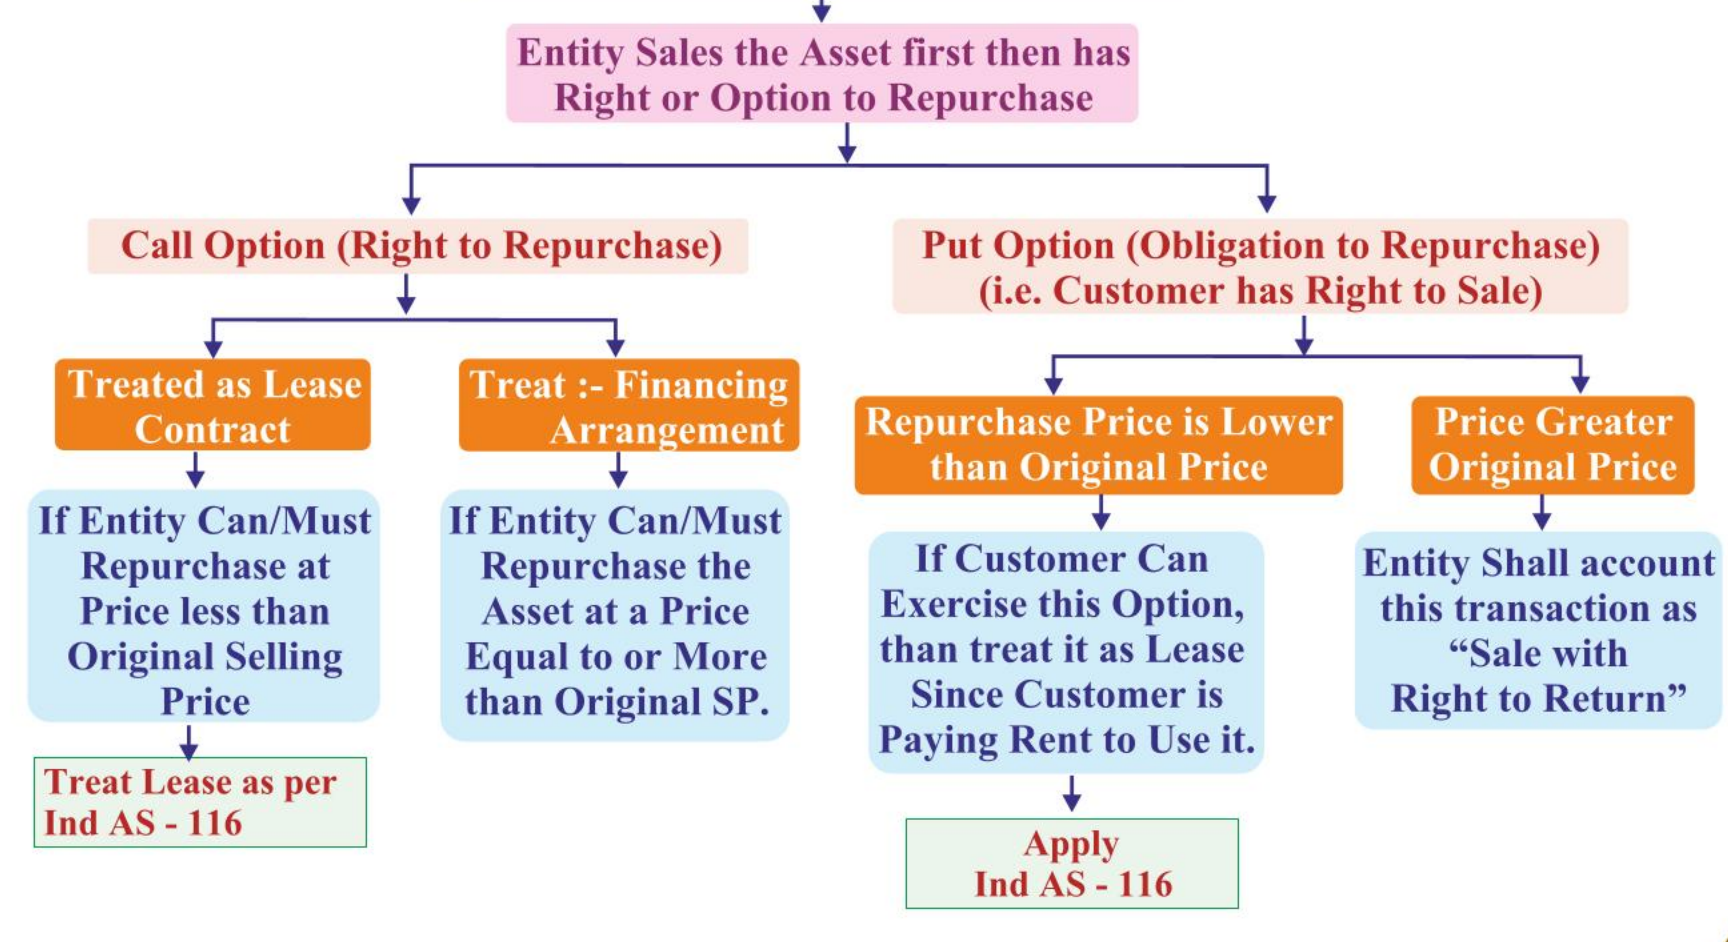 Entity Sales the Asset first then has
Right or Option to Repurchase
Call Option (Right to Repurchase)
Put Option (Obligation to Repurchase)
(i.e. Customer has Right to Sale)
Treated as Lease
Contract
Treat :- Financing
Arrangement
Repurchase Price is Lower
than Original Price
Price Greater
Original Price
If Entity Can/Must
Repurchase at
Price less than
Original Selling
Price
If Entity Can/Must
Repurchase the
Asset at a Price
Equal to or More
than Original SP.
If Customer Can
Exercise this Option,
than treat it as Lease
Since Customer is
Paying Rent to Use it.
Entity Shall account
this transaction as
“Sale with
Right to Return”
Treat Lease as per
Ind AS - 116
Apply
Ind AS - 116